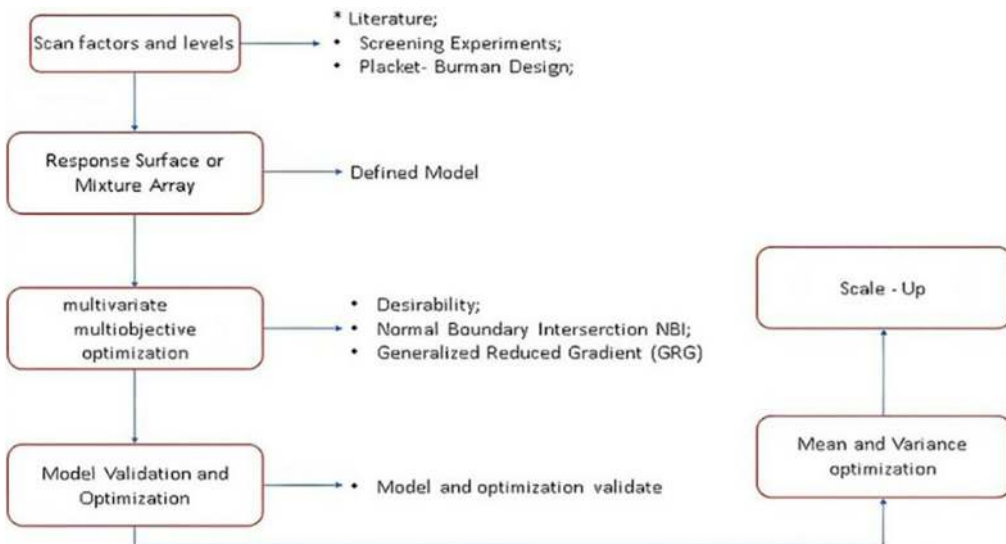 Scan factors and levels
* Literature;
• Screening Experiments;
• Placket- Burman Design;
Response Surface or
Mixture Array
Defined Model
multivariate
multiobjective
optimization
• Desirability;
• Normal Boundary Interserction NBI;
• Generalized Reduced Gradient (GRG)
Model Validation and
Optimization
• Model and optimization validate
Mean and Variance
optimization
Scale - Up